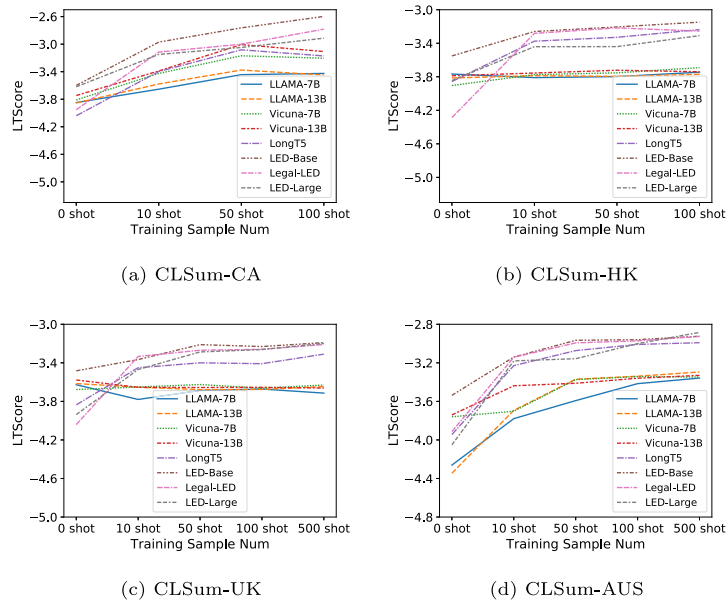 LTScore
−2.6
−3.0
−3.4
−3.8
−4.2
−4.6
−5.0
LLAMA-7B
LLAMA-13B
Vicuna-7B
Vicuna-13B
LongT5
LED-Base
Legal-LED
LED-Large
0 shot 10 shot 50 shot 100 shot
Training Sample Num
(a) CLSum-CA
LTScore
−3.0
−3.4
−3.8
−4.2
−4.6
−5.0
LLAMA-7B
LLAMA-13B
Vicuna-7B
Vicuna-13B
LongT5
LED-Base
Legal-LED
LED-Large
0 shot 10 shot 50 shot 100 shot
Training Sample Num
(b) CLSum-HK
LTScore
−3.0
−3.4
−3.8
−4.2
−4.6
−5.0
LLAMA-7B
LLAMA-13B
Vicuna-7B
Vicuna-13B
LongT5
LED-Base
Legal-LED
LED-Large
0 shot 10 shot 50 shot 100 shot 500 shot
Training Sample Num
(c) CLSum-UK
LTScore
−2.8
−3.2
−3.6
−4.0
−4.4
−4.8
LLAMA-7B
LLAMA-13B
Vicuna-7B
Vicuna-13B
LongT5
LED-Base
Legal-LED
LED-Large
0 shot 10 shot 50 shot 100 shot 500 shot
Training Sample Num
(d) CLSum-AUS